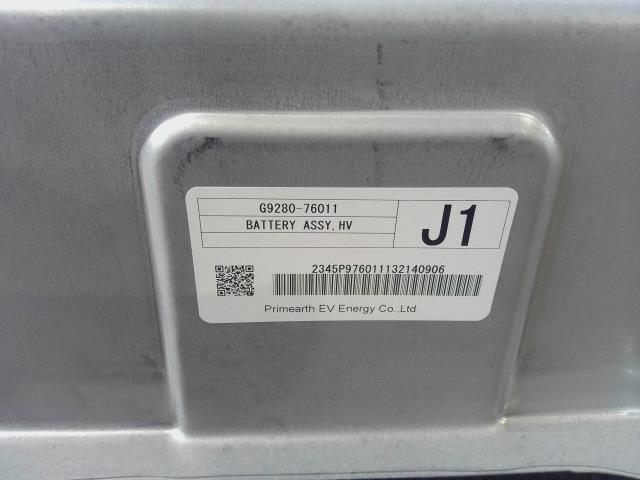 G9280-76011
BATTERY ASSY,HV
J1
2345P976011132140906
Primearth EV Energy Co.,Ltd.